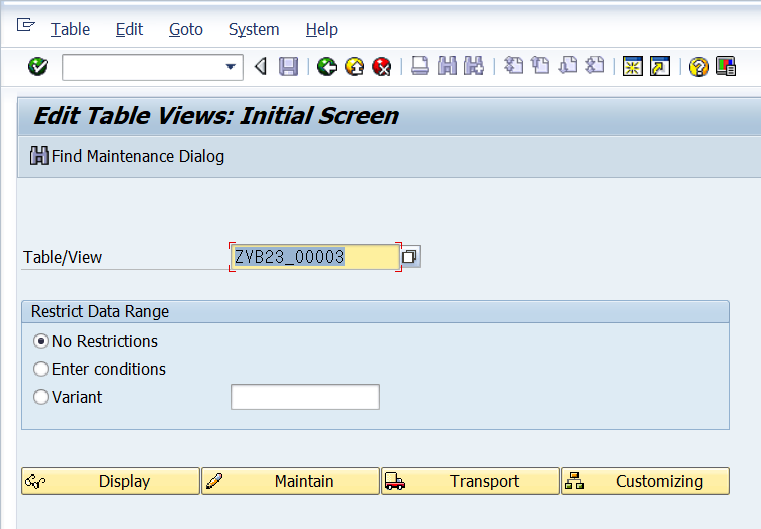 Table Edit Goto System Help
Edit Table Views: Initial Screen
Find Maintenance Dialog
Table/View ZYB23_00003
Restrict Data Range
No Restrictions
Enter conditions
Variant
Display Maintain Transport Customizing